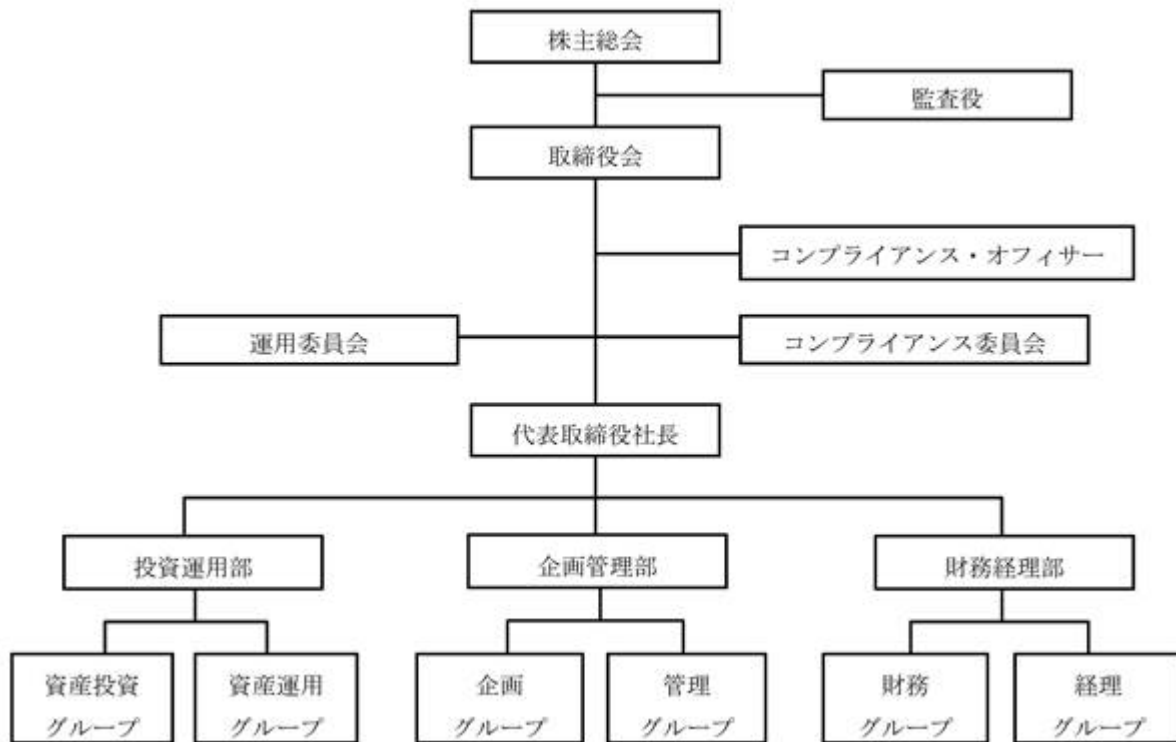 株主総会
監査役
取締役会
コンプライアンス・オフィサー
運用委員会
コンプライアンス委員会
代表取締役社長
投資運用部
企画管理部
財務経理部
資産投資
グループ
資産運用
グループ
企画
グループ
管理
グループ
財務
グループ
経理
グループ